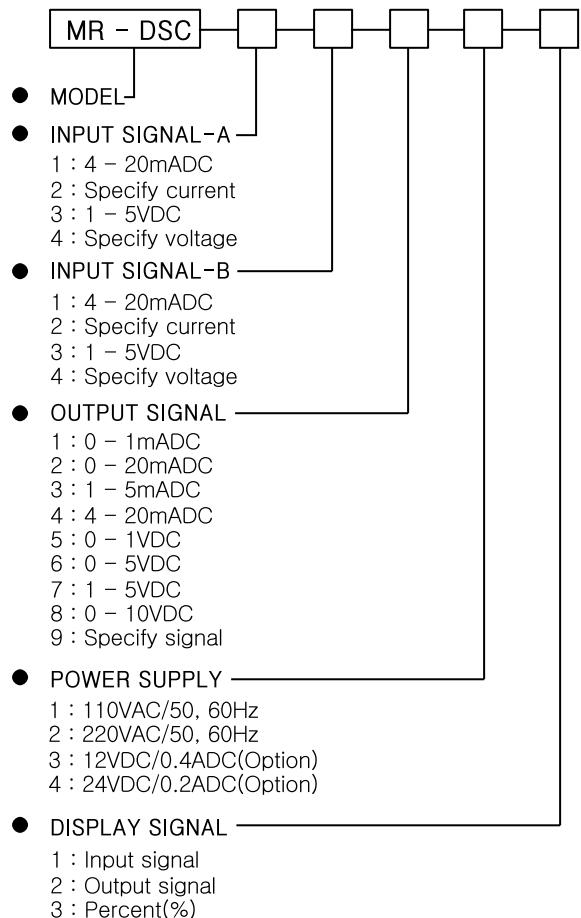 MR - DSC
MODEL
INPUT SIGNAL-A
1 : 4 - 20mADC
2 : Specify current
3 : 1 - 5VDC
4 : Specify voltage
INPUT SIGNAL-B
1 : 4 - 20mADC
2 : Specify current
3 : 1 - 5VDC
4 : Specify voltage
OUTPUT SIGNAL
1 : 0 - 1mADC
2 : 0 - 20mADC
3 : 1 - 5mADC
4 : 4 - 20mADC
5 : 0 - 1VDC
6 : 0 - 5VDC
7 : 1 - 5VDC
8 : 0 - 10VDC
9 : Specify signal
POWER SUPPLY
1 : 110VAC/50, 60Hz
2 : 220VAC/50, 60Hz
3 : 12VDC/0.4ADC(Option)
4 : 24VDC/0.2ADC(Option)
DISPLAY SIGNAL
1 : Input signal
2 : Output signal
3 : Percent(%)